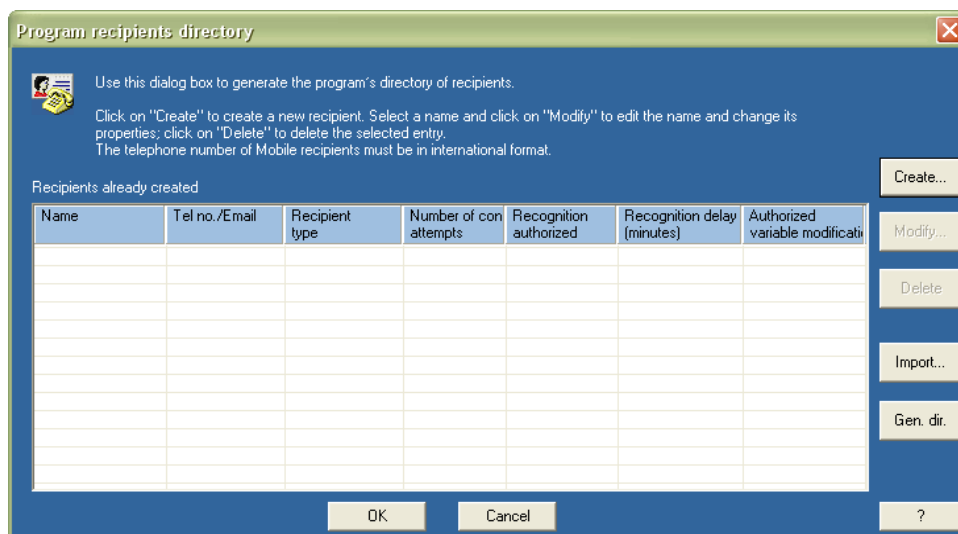 Program recipients directory
Use this dialog box to generate the program's directory of recipients.
Click on "Create" to create a new recipient. Select a name and click on "Modify" to edit the name and change its
properties; click on "Delete" to delete the selected entry.
The telephone number of Mobile recipients must be in international format.
Recipients already created
Name Tel no./Email Recipient type Number of con attempts Recognition authorized Recognition delay (minutes) Authorized variable modificati
Create...
Modify...
Delete
Import...
Gen. dir.
OK Cancel ?